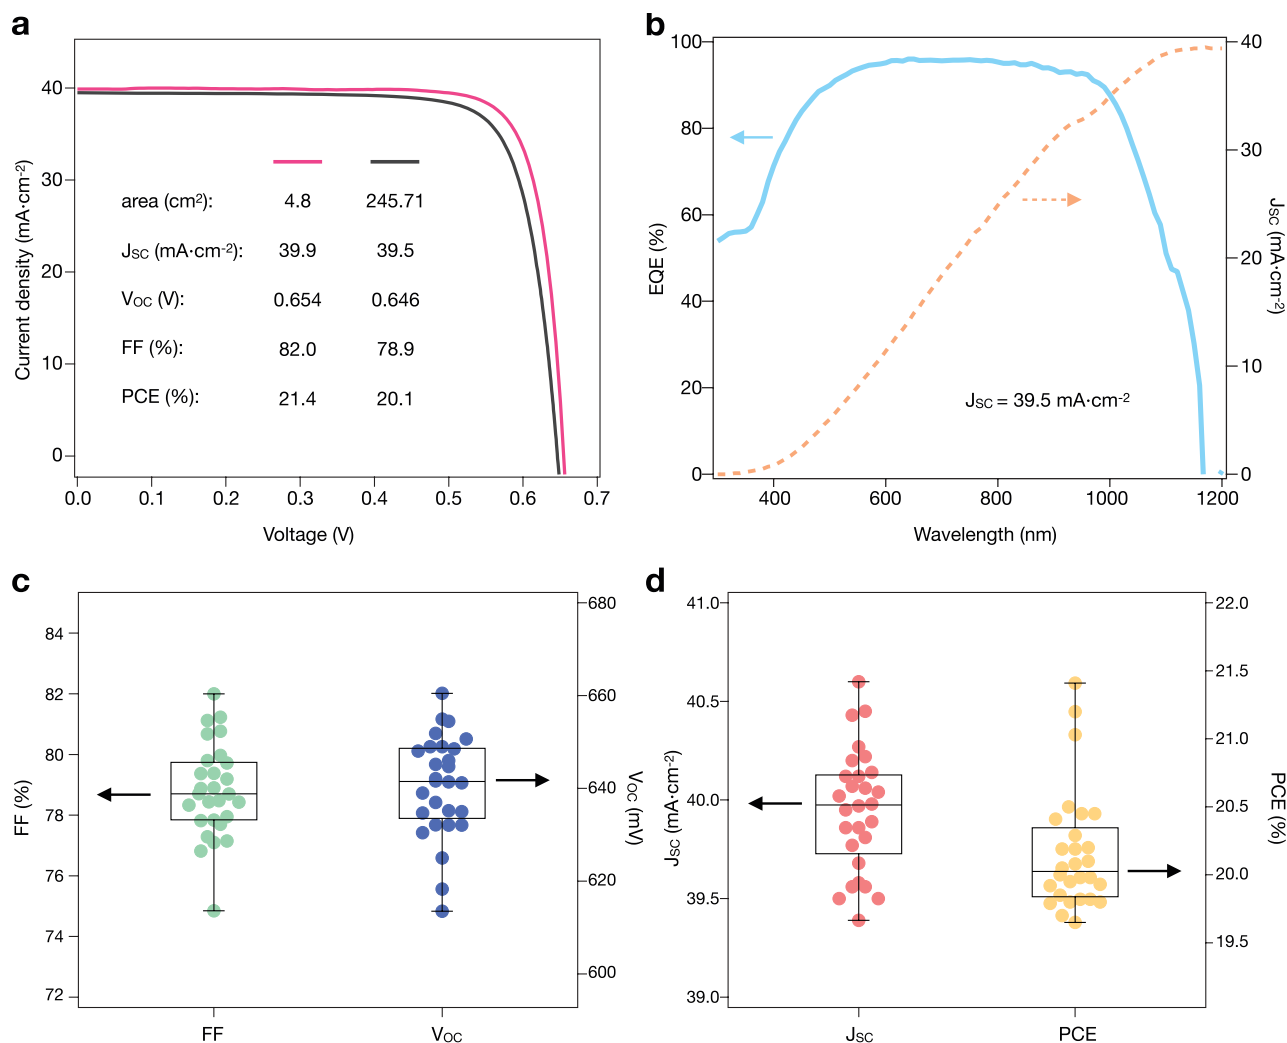 a
Current density (mA·cm-2)
40
30
20
10
0
area (cm2): 4.8 245.71
JSC (mA·cm-2): 39.9 39.5
VOC (V): 0.654 0.646
FF (%): 82.0 78.9
PCE (%): 21.4 20.1
0.0 0.1 0.2 0.3 0.4 0.5 0.6 0.7
Voltage (V)
b
EQE (%)
100
80
60
40
20
0
JSC = 39.5 mA·cm-2
40
30
20
10
0
JSC (mA·cm-2)
400 600 800 1000 1200
Wavelength (nm)
c
FF (%)
84
82
80
78
76
74
72
680
660
640
620
600
VOC (mV)
FF VOC
d
JSC (mA·cm-2)
41.0
40.5
40.0
39.5
39.0
22.0
21.5
21.0
20.5
20.0
19.5
PCE (%)
JSC PCE